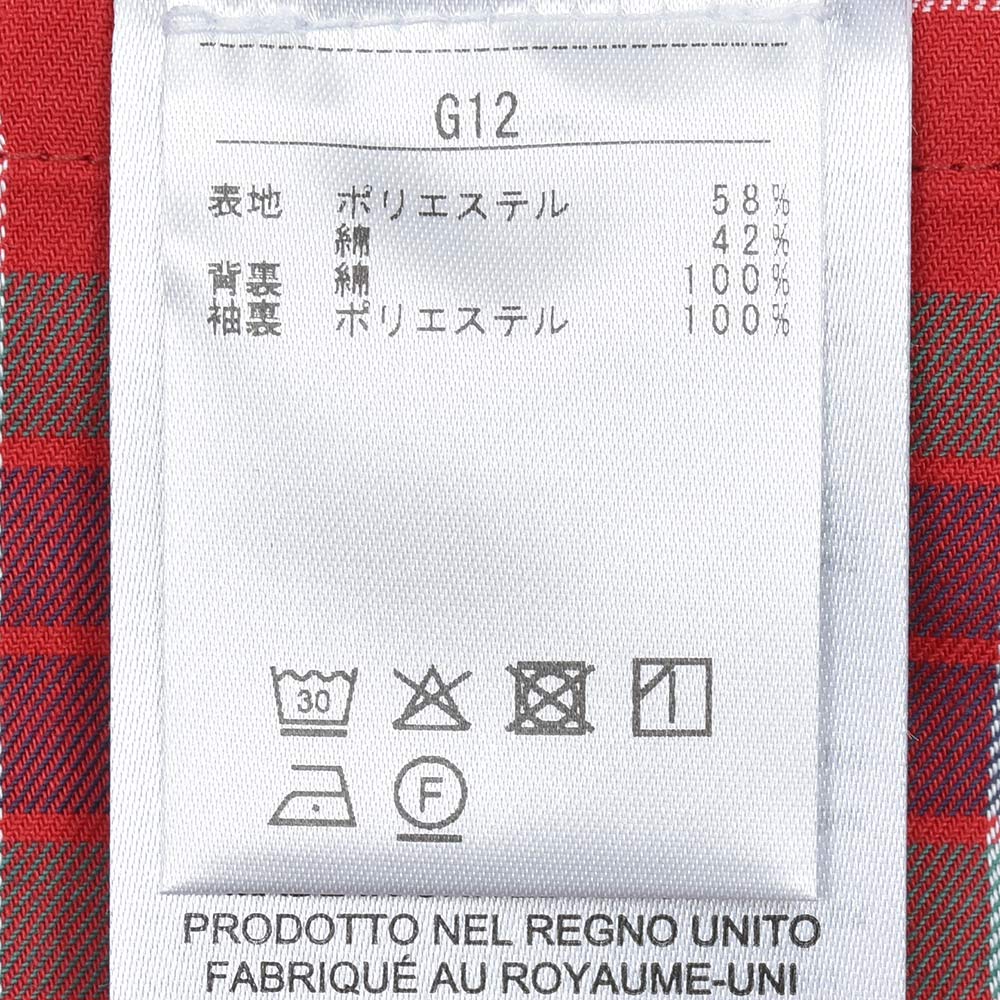 G12
表地 ポリエステル 58%
綿 42%
背裏 綿 100%
袖裏 ポリエステル 100%
30
F
PRODOTTO NEL REGNO UNITO
FABRIQUÉ AU ROYAUME-UNI